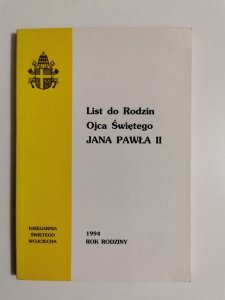 List do Rodzin
Ojca Świętego
JANA PAWŁA II
KSIĘGARNIA
ŚWIĘTEGO
WOJCIECHA
1994
ROK RODZINY